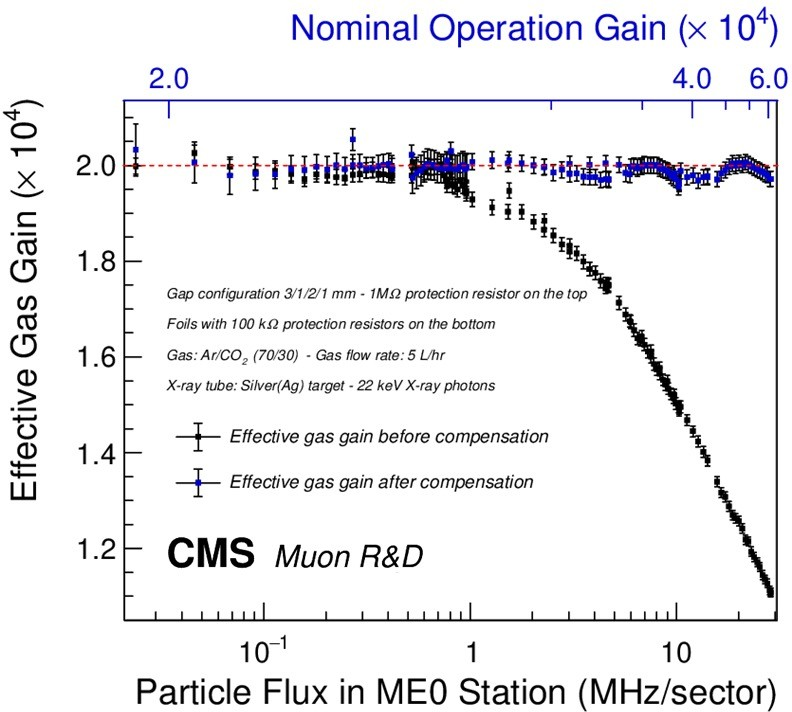 Nominal Operation Gain (× 10⁴)
2.0 4.0 6.0
Effective Gas Gain (× 10⁴)
2.0
1.8
1.6
1.4
1.2
Gap configuration 3/1/2/1 mm - 1MΩ protection resistor on the top
Foils with 100 kΩ protection resistors on the bottom
Gas: Ar/CO₂ (70/30) - Gas flow rate: 5 L/hr
X-ray tube: Silver(Ag) target - 22 keV X-ray photons
Effective gas gain before compensation
Effective gas gain after compensation
CMS Muon R&D
10⁻¹ 1 10
Particle Flux in ME0 Station (MHz/sector)